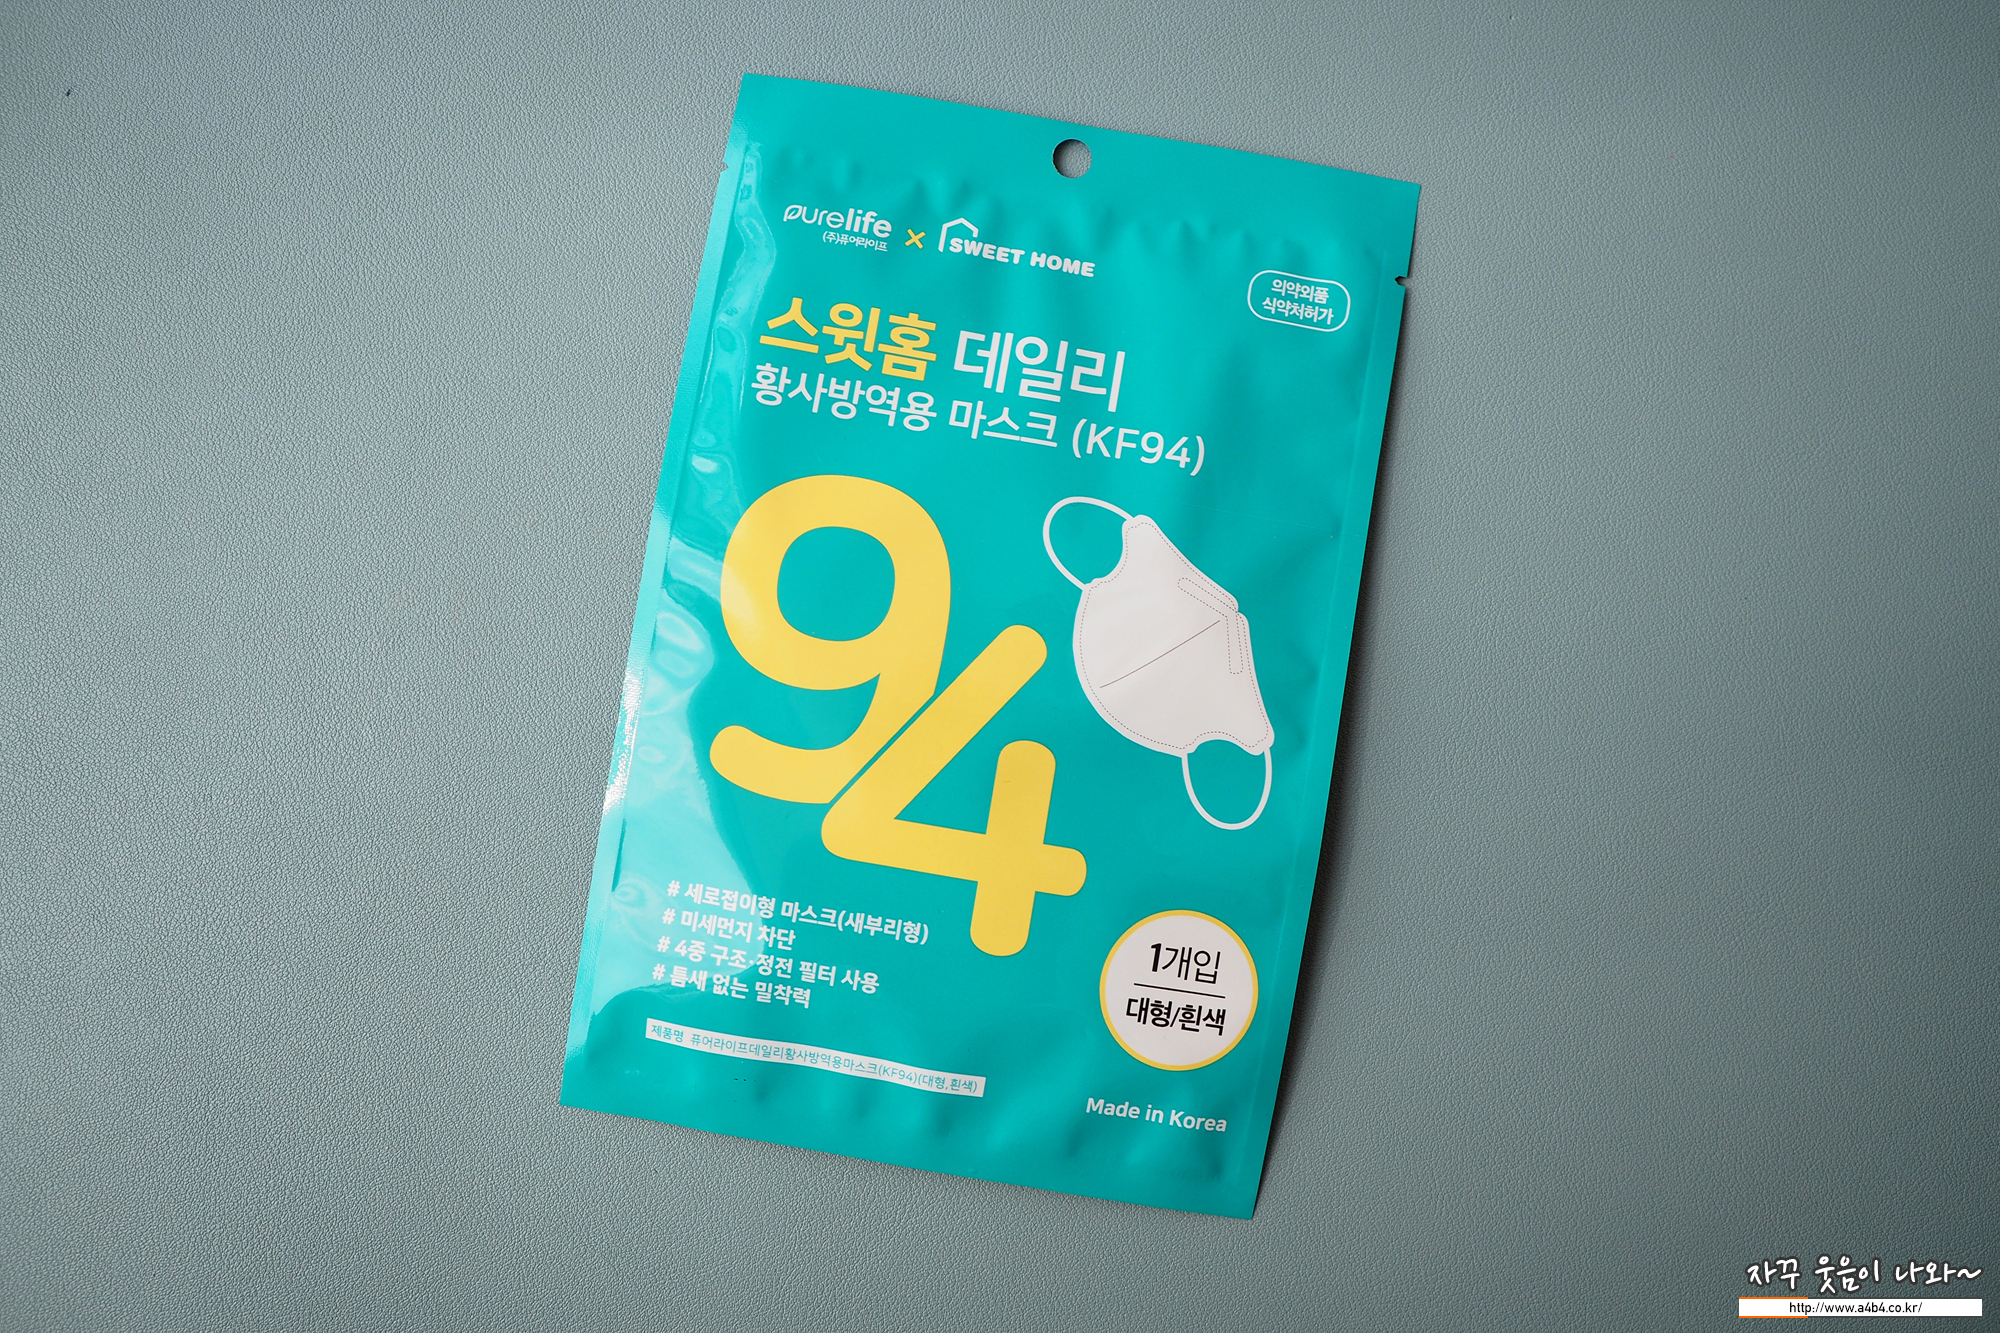 purelife
(주)퓨어라이프
×
SWEET HOME
의약외품
식약처허가
스윗홈 데일리
황사방역용 마스크 (KF94)
94
# 세로접이형 마스크(새부리형)
# 미세먼지 차단
# 4중 구조·정전 필터 사용
# 틈새 없는 밀착력
1개입
대형/흰색
제품명 퓨어라이프데일리황사방역용마스크(KF94)(대형,흰색)
Made in Korea
자꾸 웃음이 나와~
http://www.a4b4.co.kr/